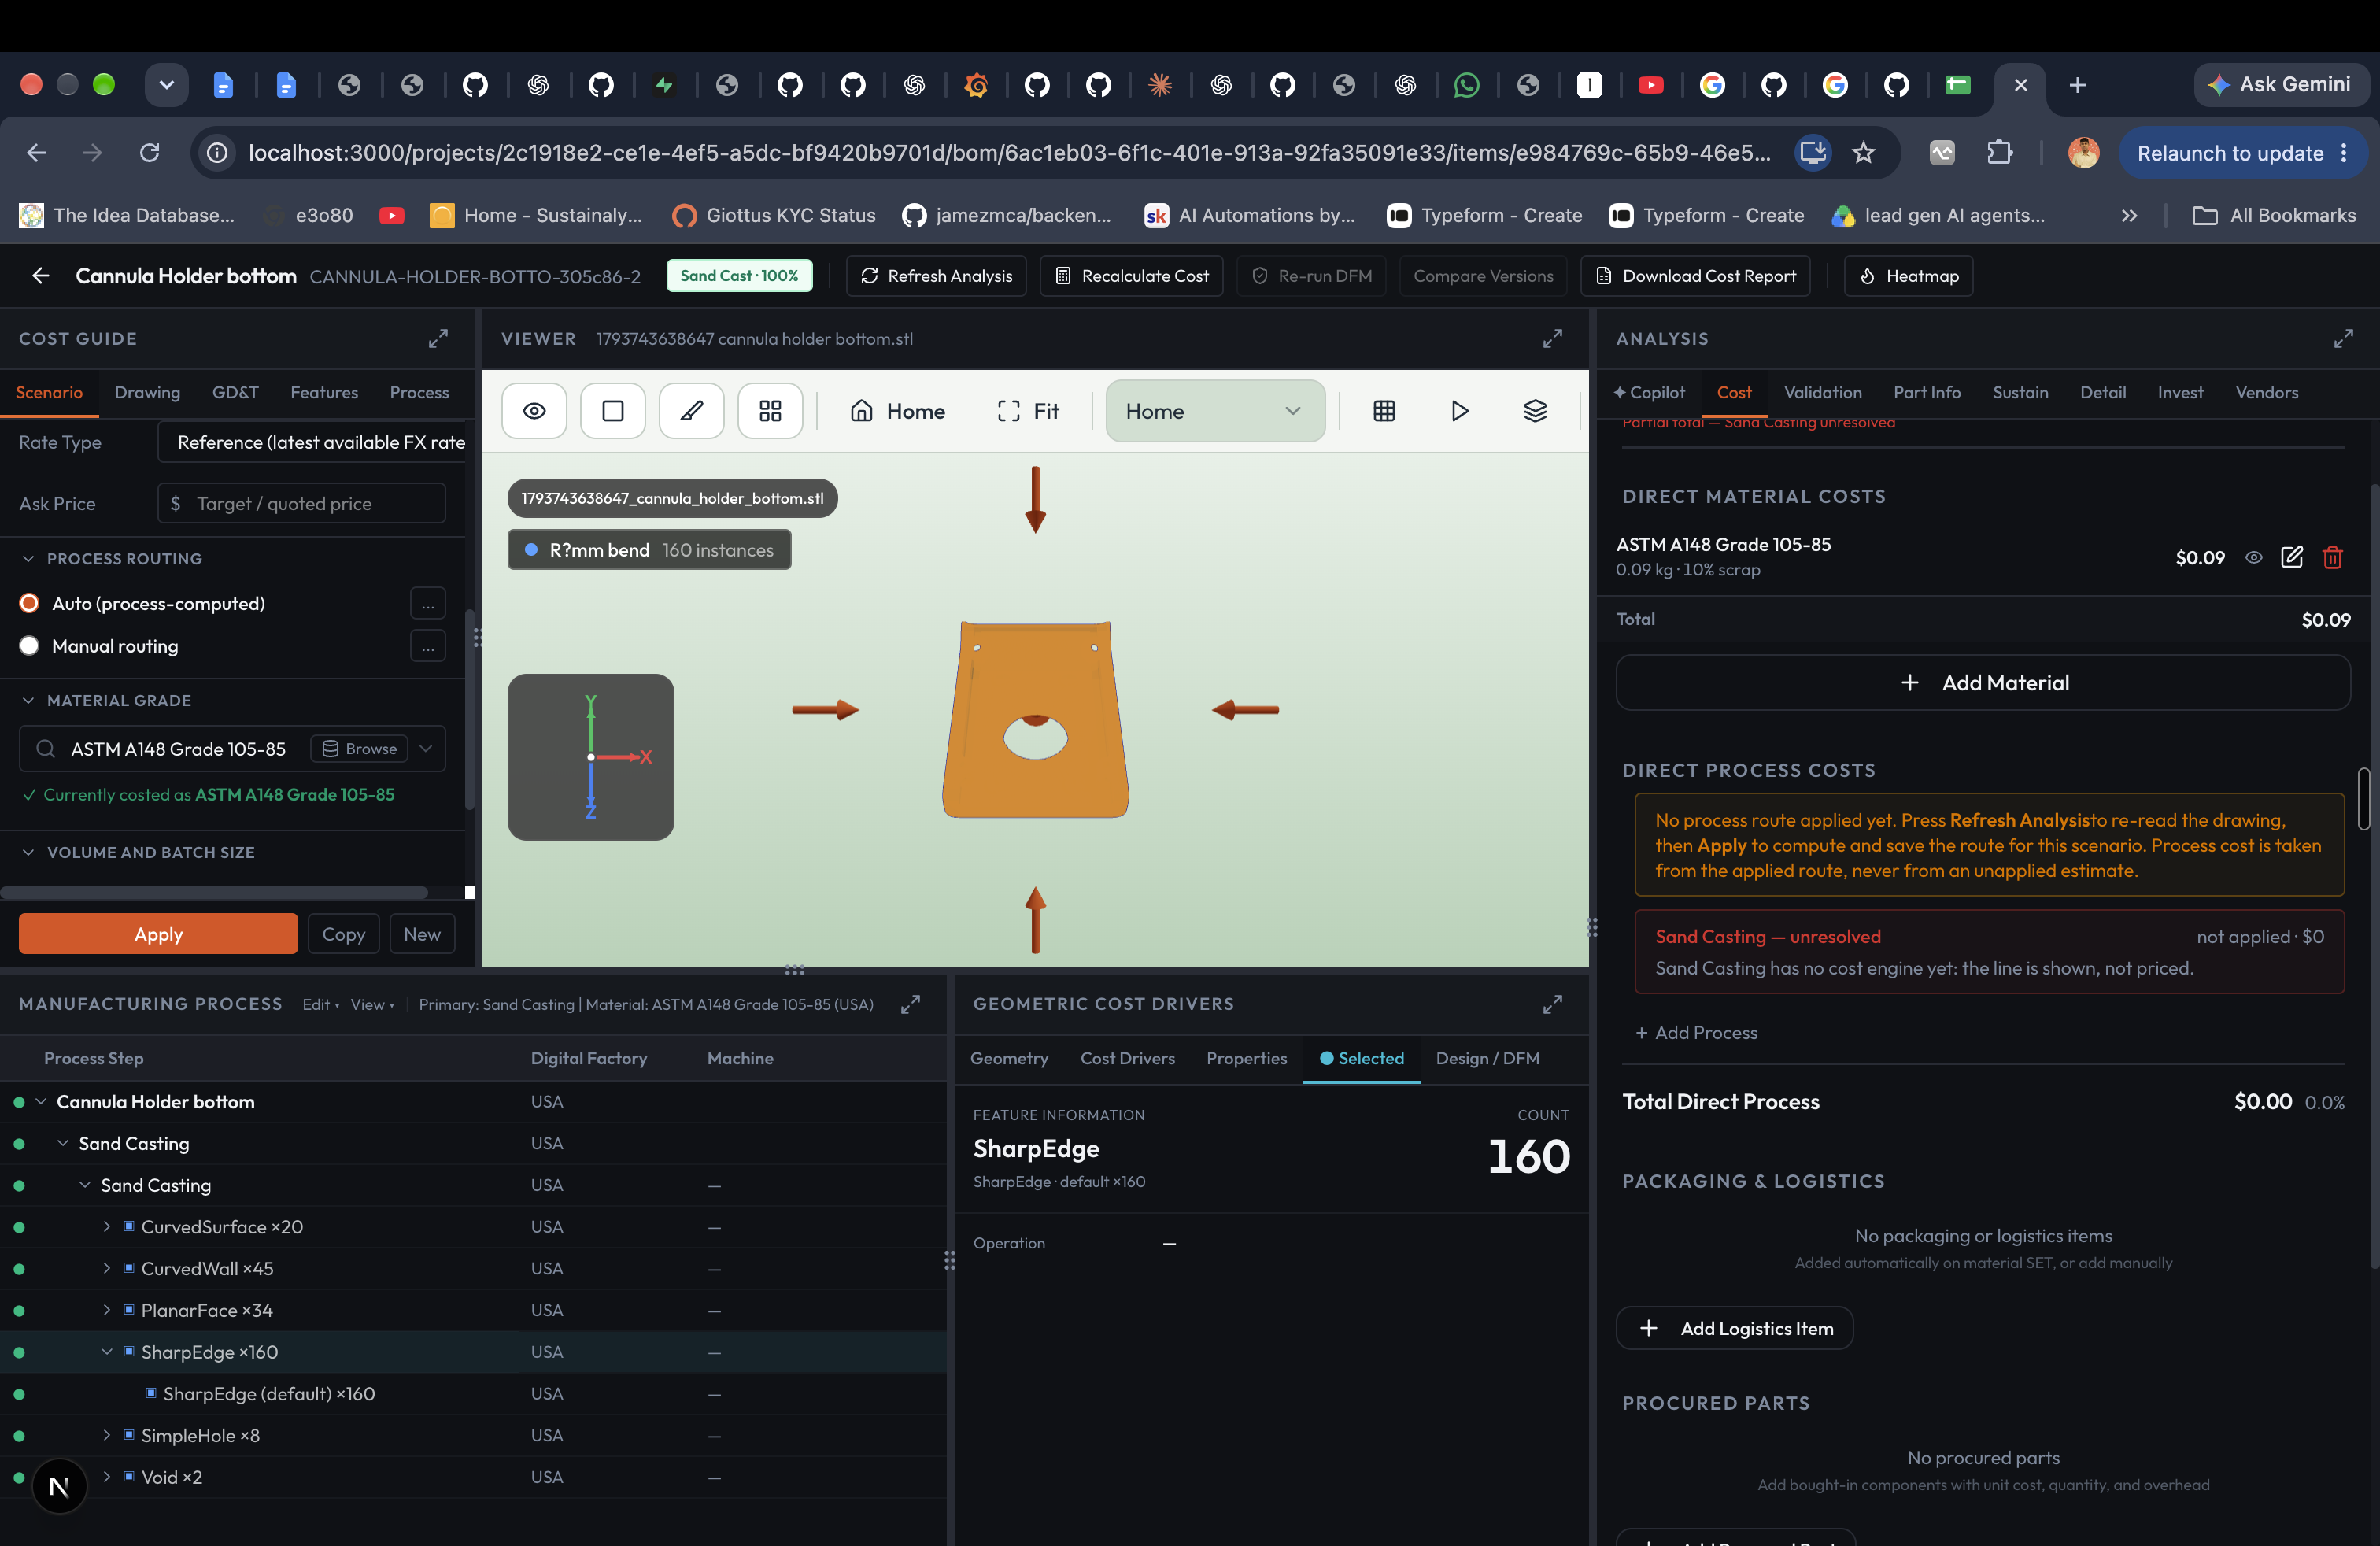 Ask Gemini
localhost:3000/projects/2c1918e2-ce1e-4ef5-a5dc-bf9420b9701d/bom/6ac1eb03-6f1c-401e-913a-92fa35091e33/items/e984769c-65b9-46e5...
Relaunch to update
The Idea Database...
e3o80
Home - Sustainaly...
Giottus KYC Status
jamezmca/backen...
sk
AI Automations by...
Typeform - Create
Typeform - Create
lead gen AI agents...
All Bookmarks
Cannula Holder bottom
CANNULA-HOLDER-BOTTO-305c86-2
Sand Cast · 100%
Refresh Analysis
Recalculate Cost
Re-run DFM
Compare Versions
Download Cost Report
Heatmap
COST GUIDE
Scenario
Drawing
GD&T
Features
Process
Rate Type
Reference (latest available FX rate
Ask Price
$ Target / quoted price
PROCESS ROUTING
Auto (process-computed)
...
Manual routing
...
MATERIAL GRADE
ASTM A148 Grade 105-85
Browse
✓ Currently costed as ASTM A148 Grade 105-85
VOLUME AND BATCH SIZE
Apply
Copy
New
VIEWER
1793743638647 cannula holder bottom.stl
Home
Fit
Home
1793743638647_cannula_holder_bottom.stl
R?mm bend 160 instances
Y
X
Z
ANALYSIS
Copilot
Cost
Validation
Part Info
Sustain
Detail
Invest
Vendors
Partial total — Sand Casting unresolved
DIRECT MATERIAL COSTS
ASTM A148 Grade 105-85
0.09 kg · 10% scrap
$0.09
Total
$0.09
+ Add Material
DIRECT PROCESS COSTS
No process route applied yet. Press Refresh Analysisto re-read the drawing,
then Apply to compute and save the route for this scenario. Process cost is taken
from the applied route, never from an unapplied estimate.
Sand Casting — unresolved
not applied · $0
Sand Casting has no cost engine yet: the line is shown, not priced.
+ Add Process
Total Direct Process
$0.00 0.0%
PACKAGING & LOGISTICS
No packaging or logistics items
Added automatically on material SET, or add manually
+ Add Logistics Item
PROCURED PARTS
No procured parts
Add bought-in components with unit cost, quantity, and overhead
MANUFACTURING PROCESS
Edit
View
Primary: Sand Casting | Material: ASTM A148 Grade 105-85 (USA)
Process Step
Digital Factory
Machine
Cannula Holder bottom USA
Sand Casting USA
Sand Casting USA —
CurvedSurface ×20 USA —
CurvedWall ×45 USA —
PlanarFace ×34 USA —
SharpEdge ×160 USA —
SharpEdge (default) ×160 USA —
SimpleHole ×8 USA —
Void ×2 USA —
N
GEOMETRIC COST DRIVERS
Geometry
Cost Drivers
Properties
Selected
Design / DFM
FEATURE INFORMATION
COUNT
SharpEdge
160
SharpEdge · default ×160
Operation —